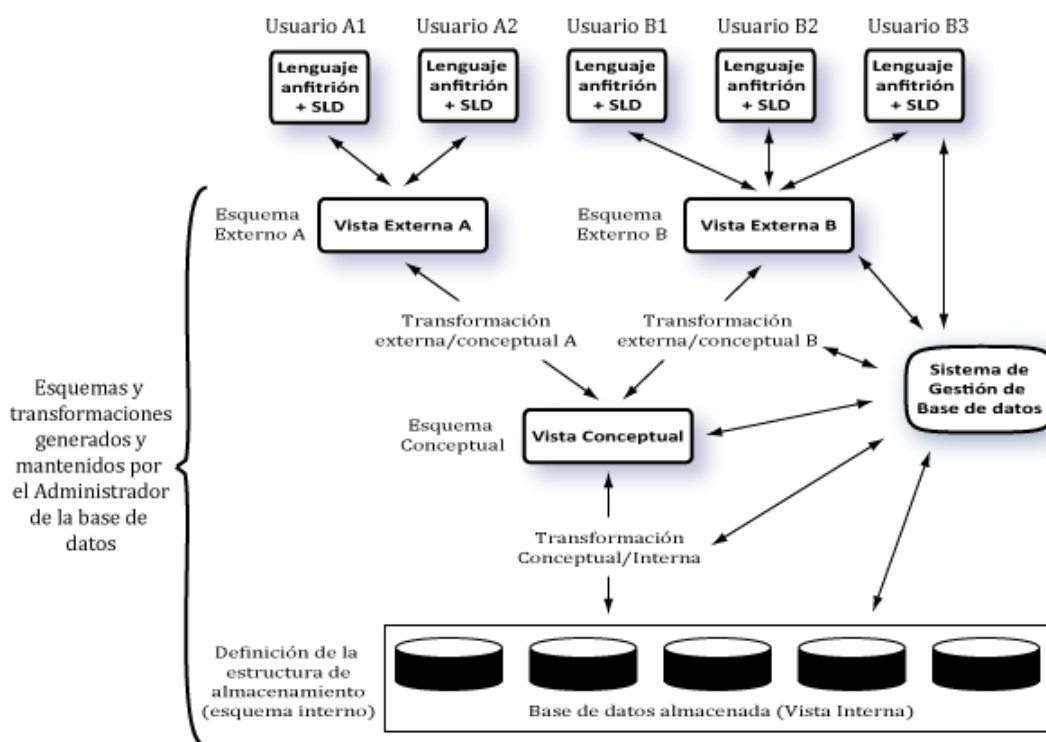 Usuario A1
Usuario A2
Usuario B1
Usuario B2
Usuario B3
Lenguaje
anfitrión
+ SLD
Lenguaje
anfitrión
+ SLD
Lenguaje
anfitrión
+ SLD
Lenguaje
anfitrión
+ SLD
Lenguaje
anfitrión
+ SLD
Esquema
Externo A
Vista Externa A
Esquema
Externo B
Vista Externa B
Transformación
externa/conceptual A
Transformación
externa/conceptual B
Sistema de
Gestión de
Base de datos
Esquemas y
transformaciones
generados y
mantenidos por
el Administrador
de la base de
datos
Esquema
Conceptual
Vista Conceptual
Transformación
Conceptual/Interna
Definición de la
estructura de
almacenamiento
(esquema interno)
Base de datos almacenada (Vista Interna)